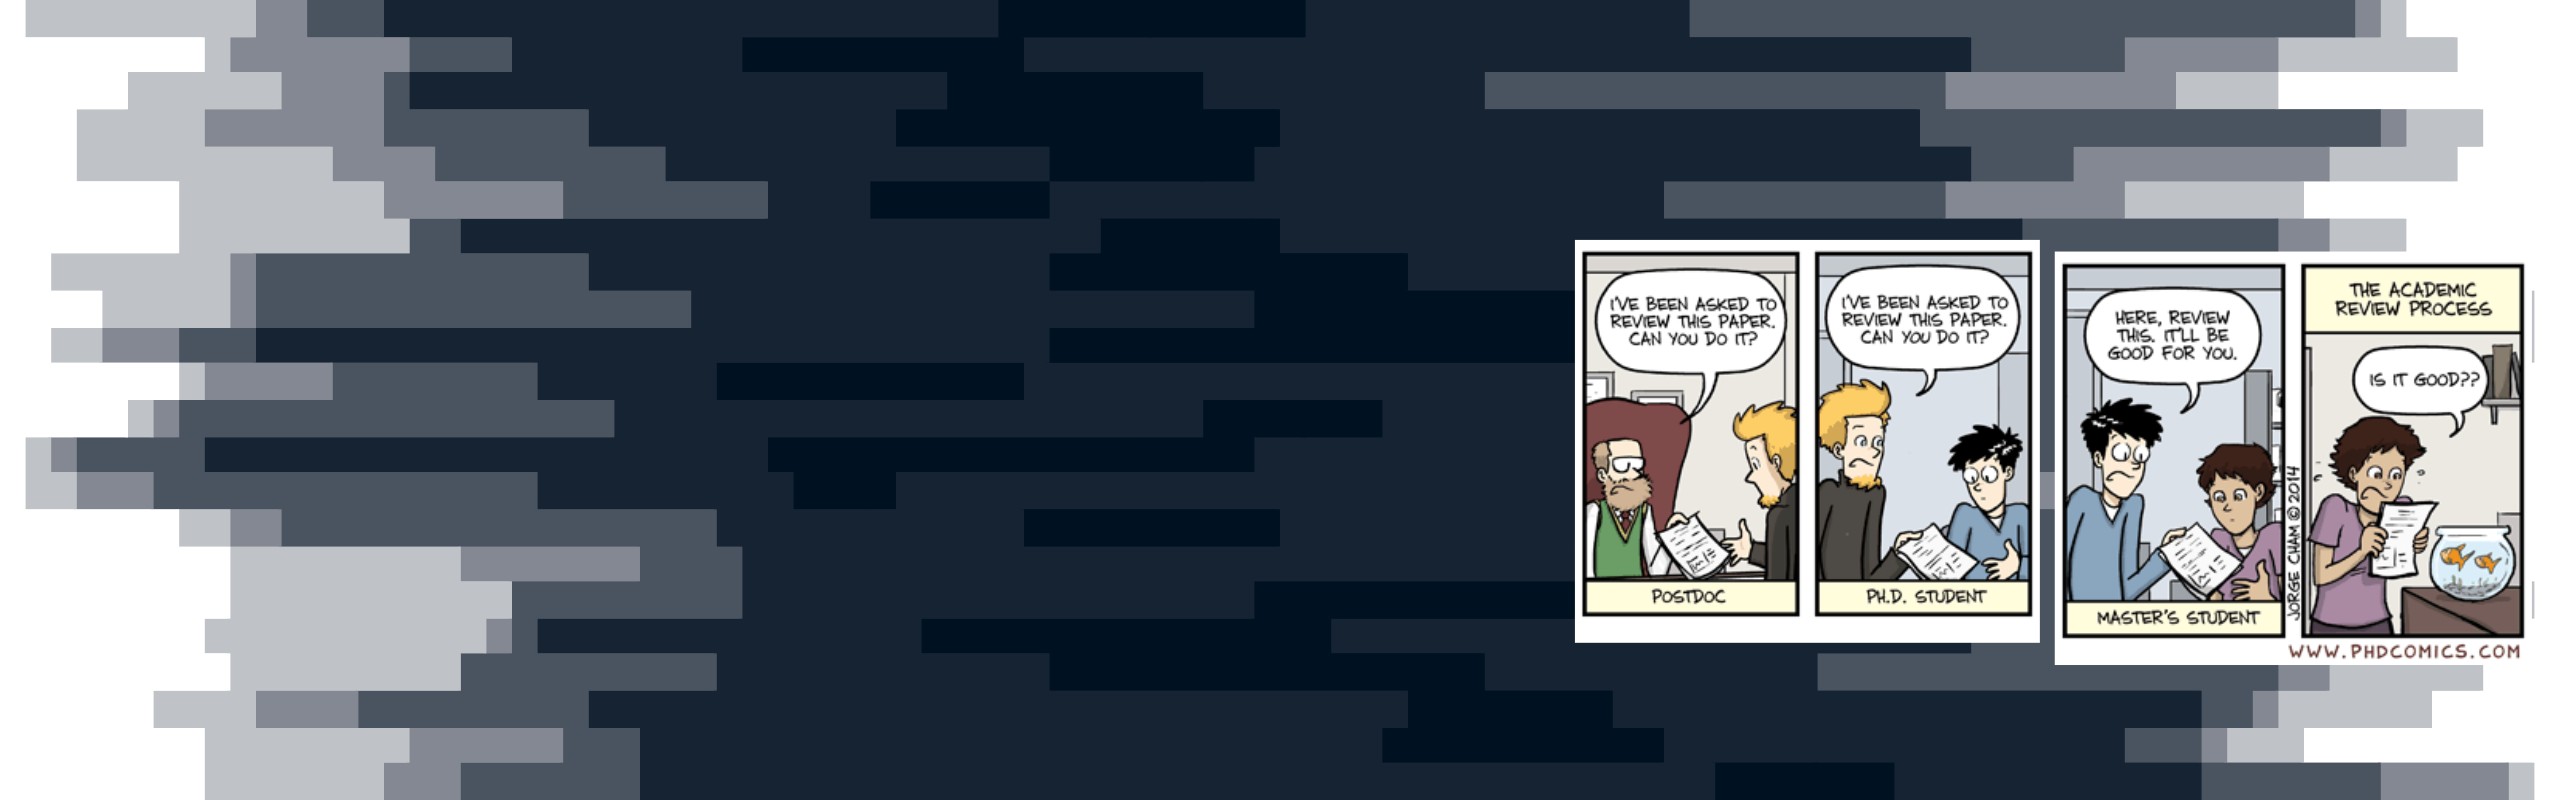 I'VE BEEN ASKED TO
REVIEW THIS PAPER.
CAN YOU DO IT?
POSTDOC
I'VE BEEN ASKED TO
REVIEW THIS PAPER.
CAN YOU DO IT?
PH.D. STUDENT
HERE, REVIEW
THIS. IT'LL BE
GOOD FOR YOU.
MASTER'S STUDENT
JORGE CHAM © 2014
THE ACADEMIC
REVIEW PROCESS
IS IT GOOD??
WWW.PHDCOMICS.COM